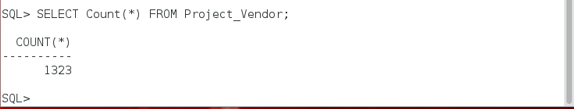 SQL> SELECT Count(*) FROM Project_Vendor;
COUNT(*)
----------
1323
SQL>